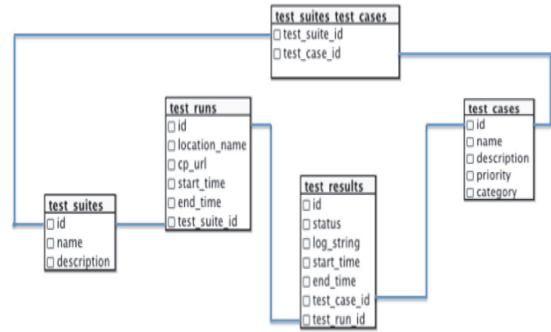 test_suites_test_cases
test_suite_id
test_case_id
test_runs
id
location_name
cp_url
start_time
end_time
test_suite_id
test_cases
id
name
description
priority
category
test_results
id
status
log_string
start_time
end_time
test_case_id
test_run_id
test_suites
id
name
description